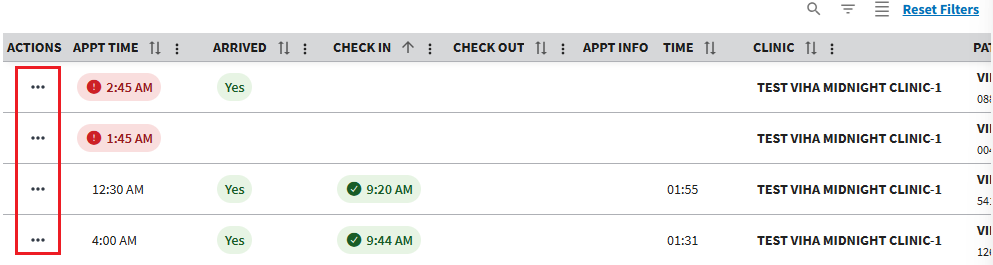 Reset Filters
ACTIONS APPT TIME ARRIVED CHECK IN CHECK OUT APPT INFO TIME CLINIC PAT
2:45 AM Yes TEST VIHA MIDNIGHT CLINIC-1 VI
088
1:45 AM TEST VIHA MIDNIGHT CLINIC-1 VI
004
12:30 AM Yes 9:20 AM 01:55 TEST VIHA MIDNIGHT CLINIC-1 VI
541
4:00 AM Yes 9:44 AM 01:31 TEST VIHA MIDNIGHT CLINIC-1 VI
126